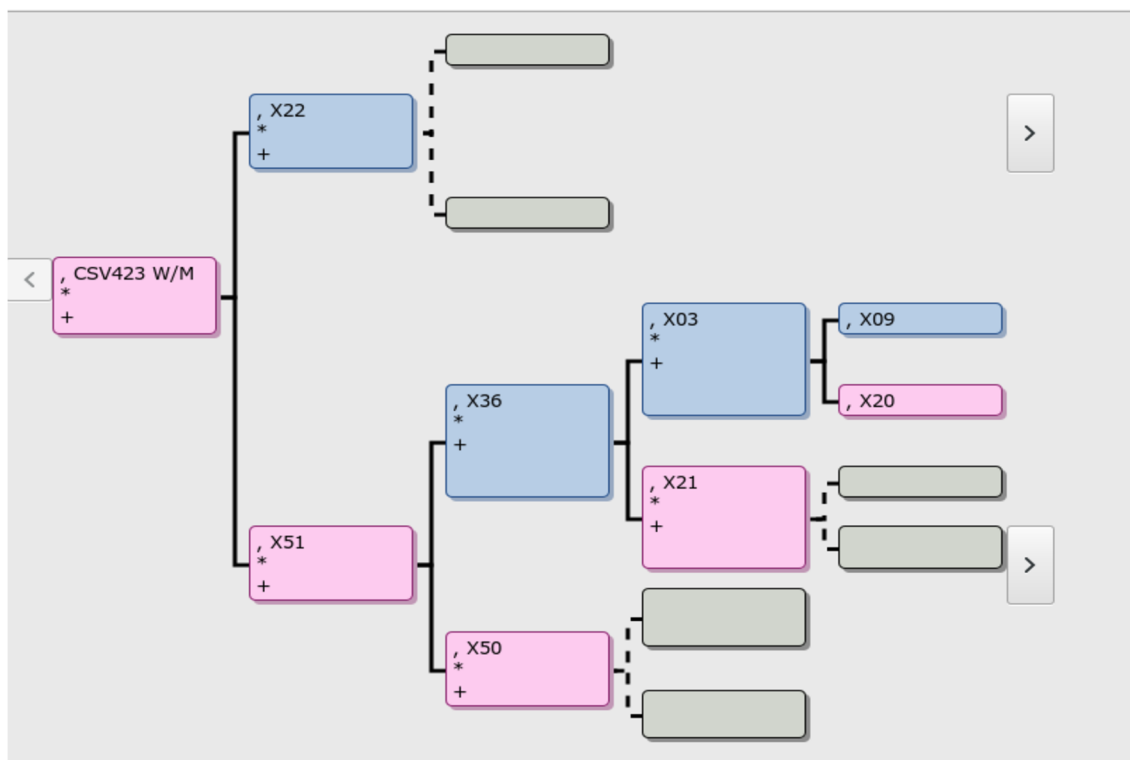 , X22
*
+
, CSV423 W/M
*
+
, X03
*
+
, X09
, X20
, X36
*
+
, X21
*
+
, X51
*
+
, X50
*
+